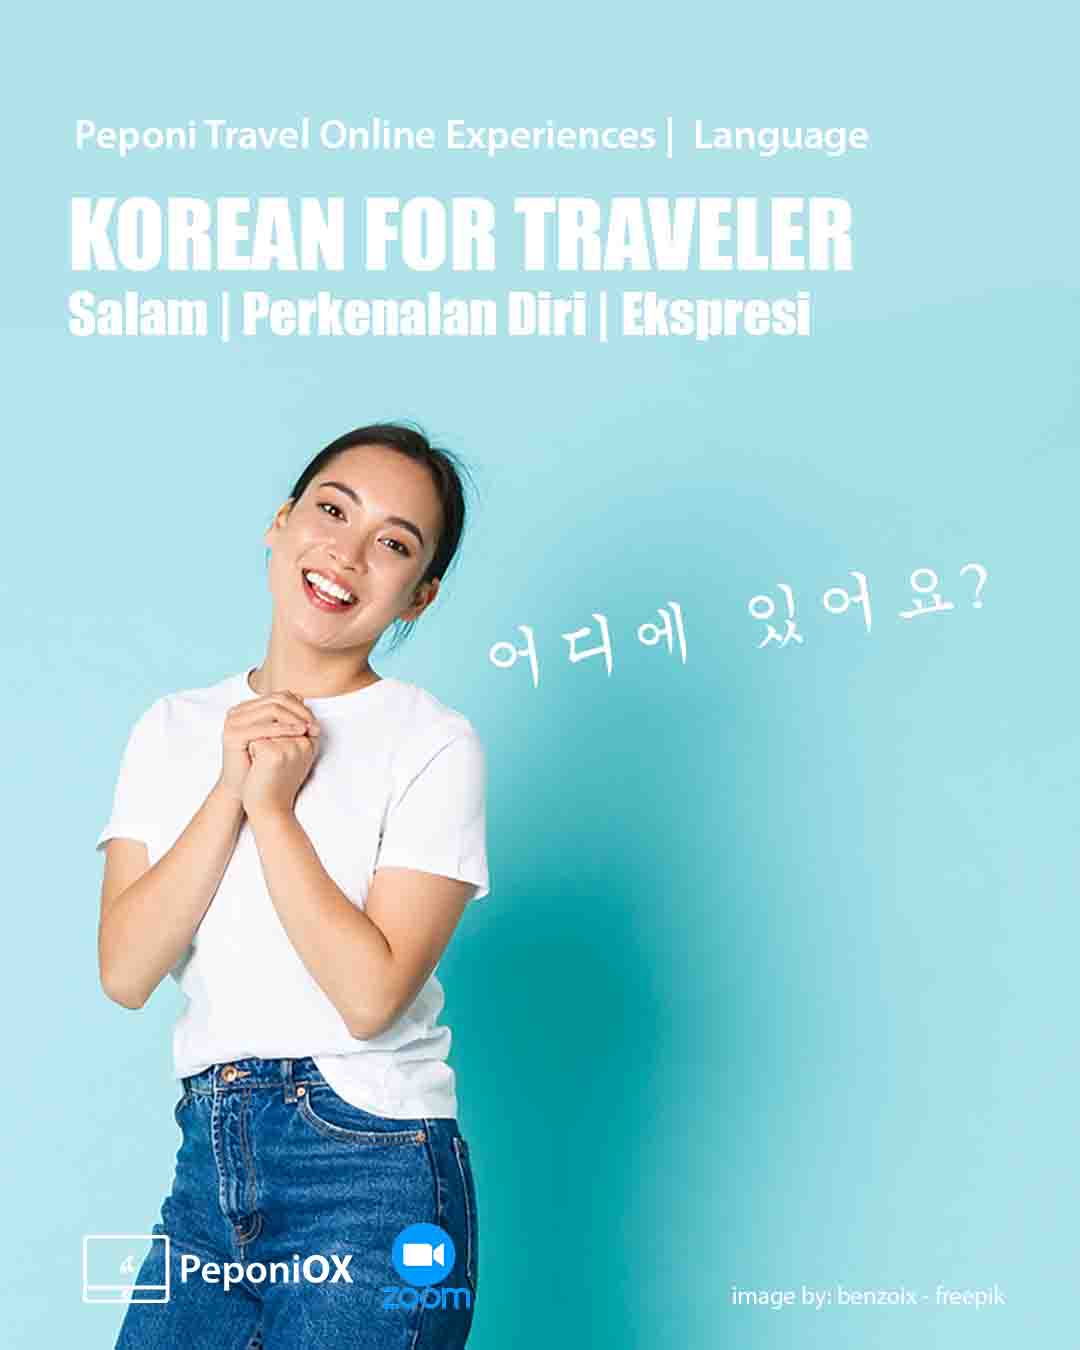 Peponi Travel Online Experiences | Language
KOREAN FOR TRAVELER
Salam | Perkenalan Diri | Ekspresi
어디에 있어요?
PeponiOX
zoom
image by: benzoix - freepik